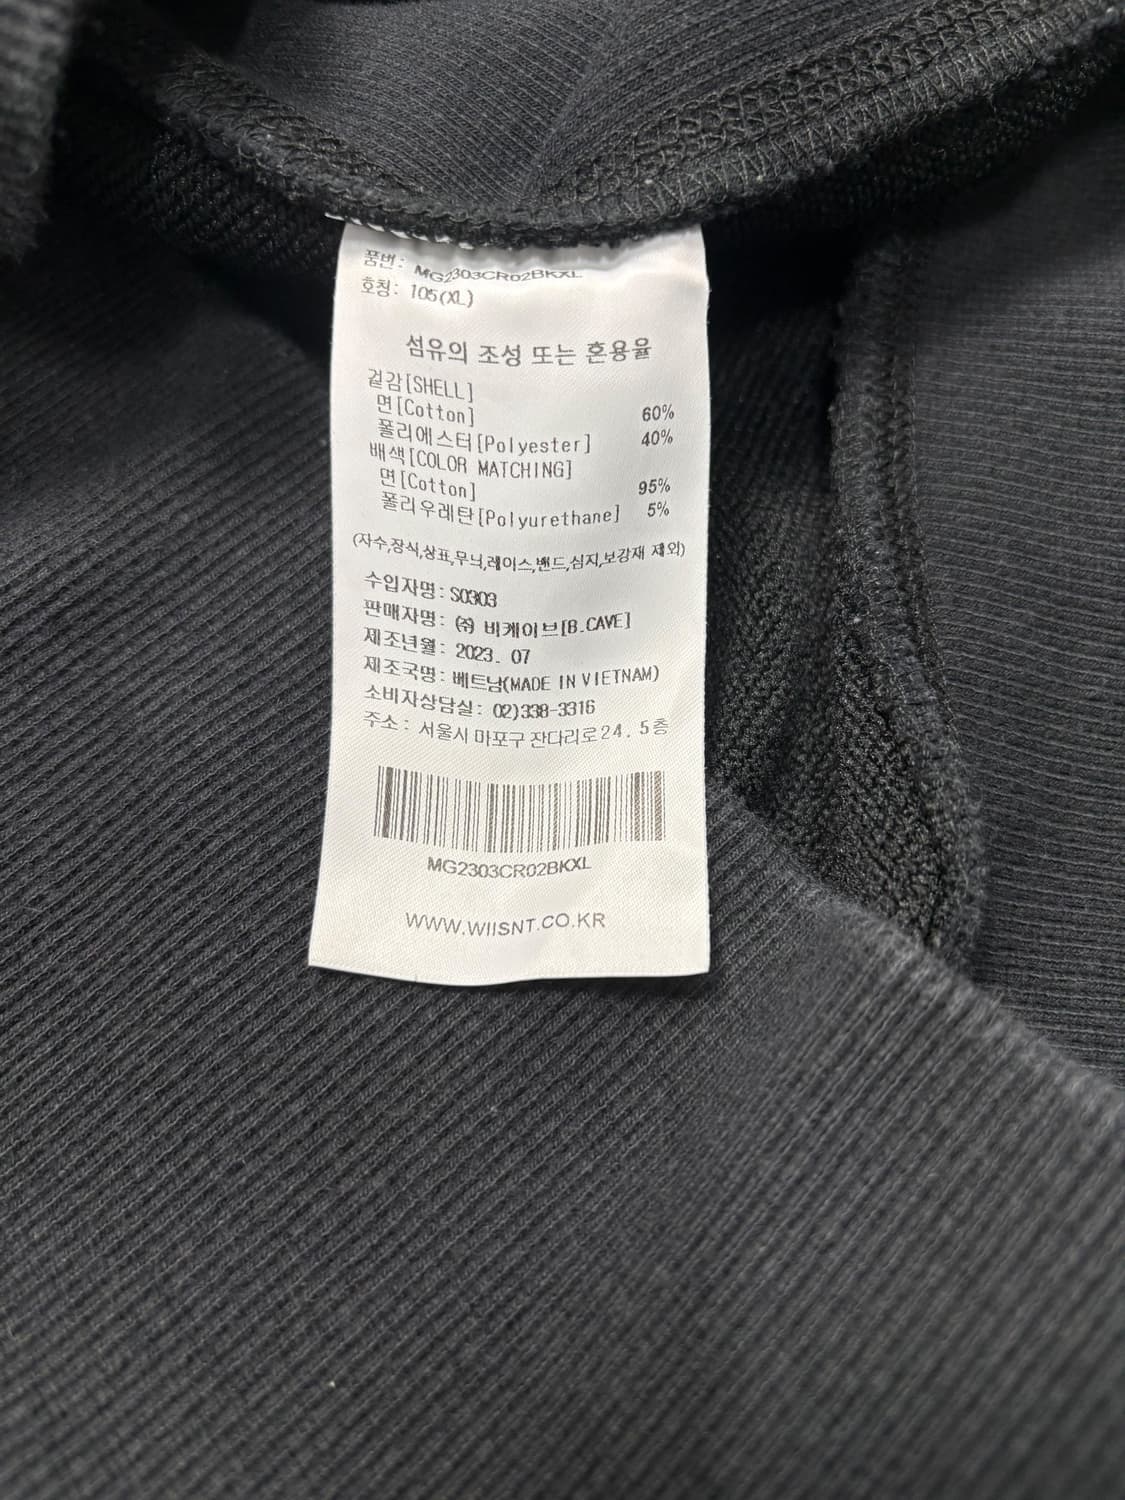 품번: MG2303CR02BKXL
호칭: 105(XL)
섬유의 조성 또는 혼용율
겉감[SHELL]
면[Cotton] 60%
폴리에스터[Polyester] 40%
배색[COLOR MATCHING]
면[Cotton] 95%
폴리우레탄[Polyurethane] 5%
(자수,장식,상표,무늬,레이스,밴드,심지,보강재 제외)
수입자명: S0303
판매자명: ㈜ 비케이브[B.CAVE]
제조년월: 2023. 07
제조국명: 베트남(MADE IN VIETNAM)
소비자상담실: 02)338-3316
주소: 서울시 마포구 잔다리로24. 5층
MG2303CR02BKXL
WWW.WIISNT.CO.KR